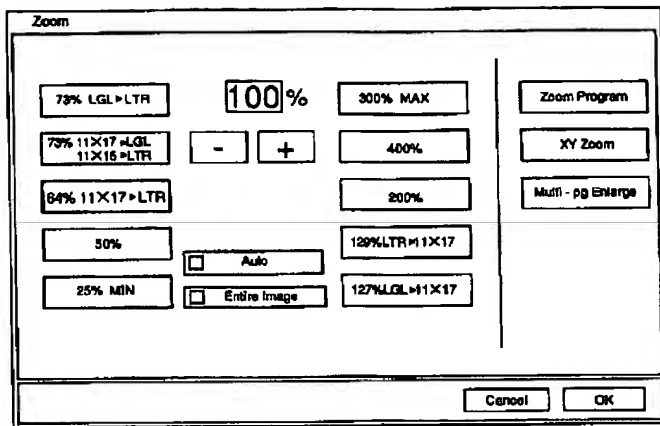 Zoom
73% LGL▶LTR
73% 11X17 ▶LGL
11X15 ▶LTR
64% 11X17▶LTR
50%
25% MIN
100%
-
+
Auto
Entire Image
300% MAX
400%
200%
129%LTR▶11X17
127%LGL▶11X17
Zoom Program
XY Zoom
Multi - pg Enlarge
Cancel
OK